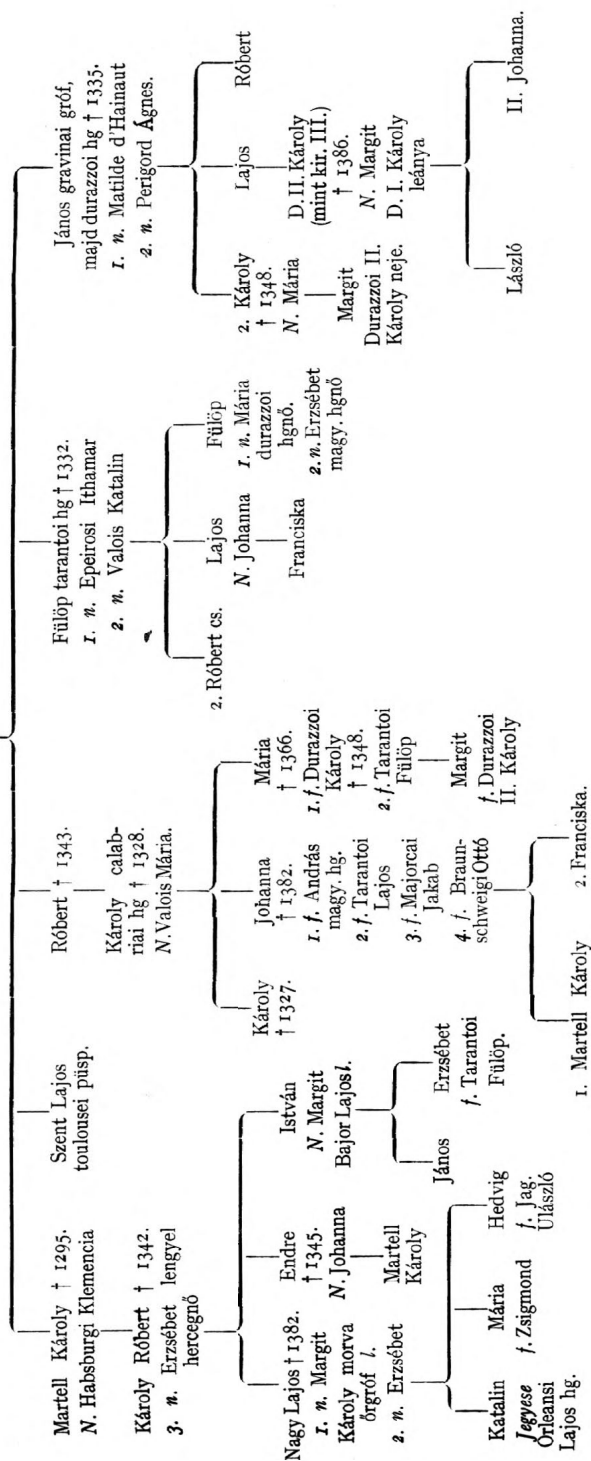 Martell Károly † 1295.
N. Habsburgi Klemencia
Károly Róbert † 1342.
3. n. Erzsébet lengyel
hercegnő
Nagy Lajos † 1382.
1. n. Margit
Károly morva
őrgróf l.
2. n. Erzsébet
Katalin
Jegyese
Orleansi
Lajos hg.
Mária
f. Zsigmond
Hedvig
f. Jag.
Ulászló
Endre
† 1345.
N. Johanna
Martell
Károly
István
N. Margit
Bajor Lajos l.
János
Erzsébet
f. Tarantoi
Fülöp.
Szent Lajos
toulousei püsp.
Róbert † 1343.
Károly calab-
riai hg † 1328.
N. Valois Mária.
Károly
† 1327.
Johanna
† 1382.
1. f. András
magy. hg.
2. f. Tarantoi
Lajos
3. f. Majorcai
Jakab
4. f. Braun-
schweigi Ottó
1. Martell Károly
2. Franciska.
Mária
† 1366.
1. f. Durazzoi
Károly
† 1348.
2. f. Tarantoi
Fülöp
Margit
f. Durazzoi
II. Károly
Fülöp tarantoi hg † 1332.
1. n. Epeirosi Ithamar
2. n. Valois Katalin
2. Róbert cs.
Lajos
N. Johanna
Franciska
Fülöp
1. n. Mária
durazzoi
hgnő.
2. n. Erzsébet
magy. hgnő
János gravinai gróf,
majd durazzoi hg † 1335.
1. n. Matilde d'Hainaut
2. n. Perigord Ágnes.
2. Károly
† 1348.
N. Mária
Margit
Durazzoi II.
Károly neje.
Lajos
D. II. Károly
(mint kir. III.)
† 1386.
N. Margit
D. I. Károly
leánya
László
II. Johanna.
Róbert